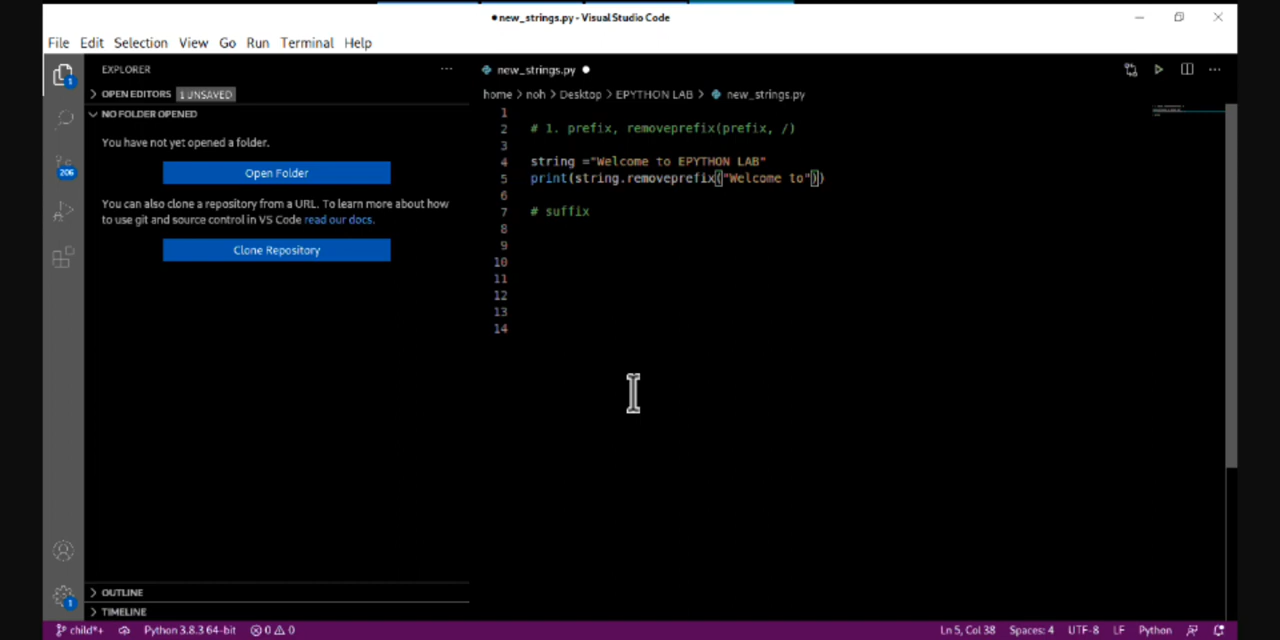 new_strings.py - Visual Studio Code
File Edit Selection View Go Run Terminal Help
EXPLORER
new_strings.py
OPEN EDITORS 1 UNSAVED
home > noh > Desktop > EPYTHON LAB > new_strings.py
NO FOLDER OPENED
You have not yet opened a folder.
Open Folder
You can also clone a repository from a URL. To learn more about how
to use git and source control in VS Code read our docs.
Clone Repository
1
206
1
2 # 1. prefix, removeprefix(prefix, /)
3
4 string ="Welcome to EPYTHON LAB"
5 print(string.removeprefix("Welcome to"))
6
7 # suffix
8
9
10
11
12
13
14
OUTLINE
1
TIMELINE
child*+ Python 3.8.3 64-bit 0 0 Ln 5, Col 38 Spaces: 4 UTF-8 LF Python